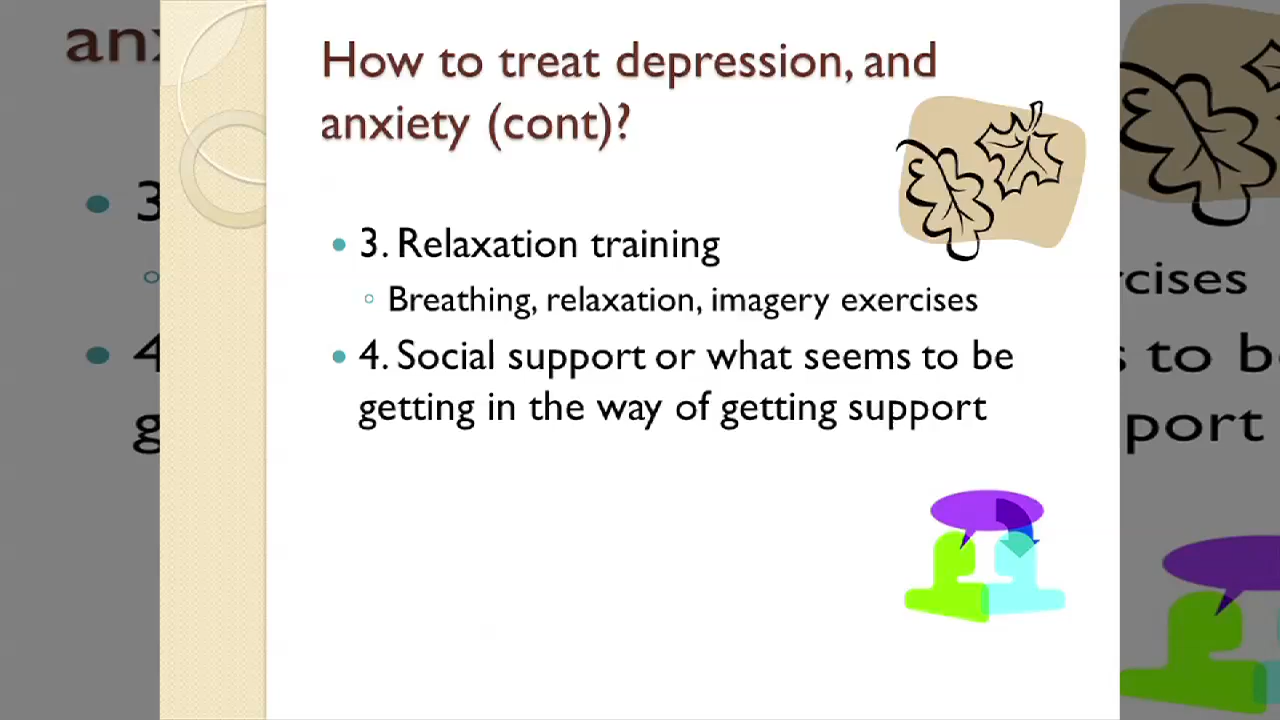 How to treat depression, and
anxiety (cont)?
3. Relaxation training
Breathing, relaxation, imagery exercises
4. Social support or what seems to be
getting in the way of getting support